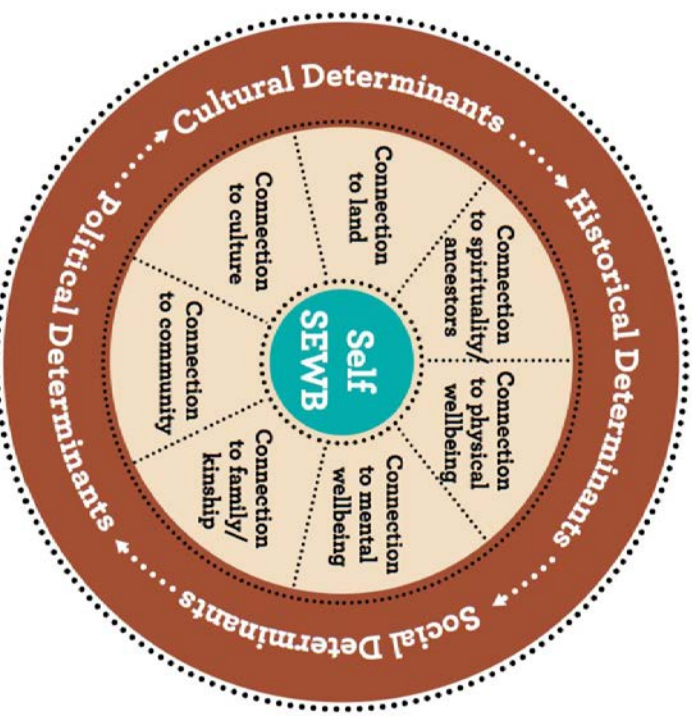 Self
SEWB
Connection
to spirituality/
ancestors
Connection
to physical
wellbeing
Connection
to mental
wellbeing
Connection
to family/
kinship
Connection
to community
Connection
to culture
Connection
to land
Historical Determinants
Social Determinants
Political Determinants
Cultural Determinants